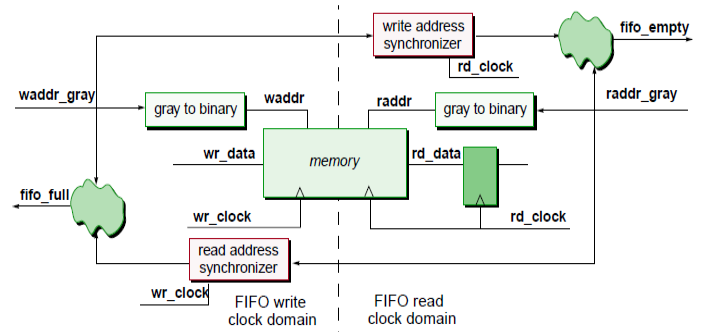 write address
synchronizer
fifo_empty
rd_clock
waddr_gray
gray to binary
waddr
raddr
gray to binary
raddr_gray
wr_data
memory
rd_data
fifo_full
wr_clock
rd_clock
read address
synchronizer
wr_clock
FIFO write
clock domain
FIFO read
clock domain